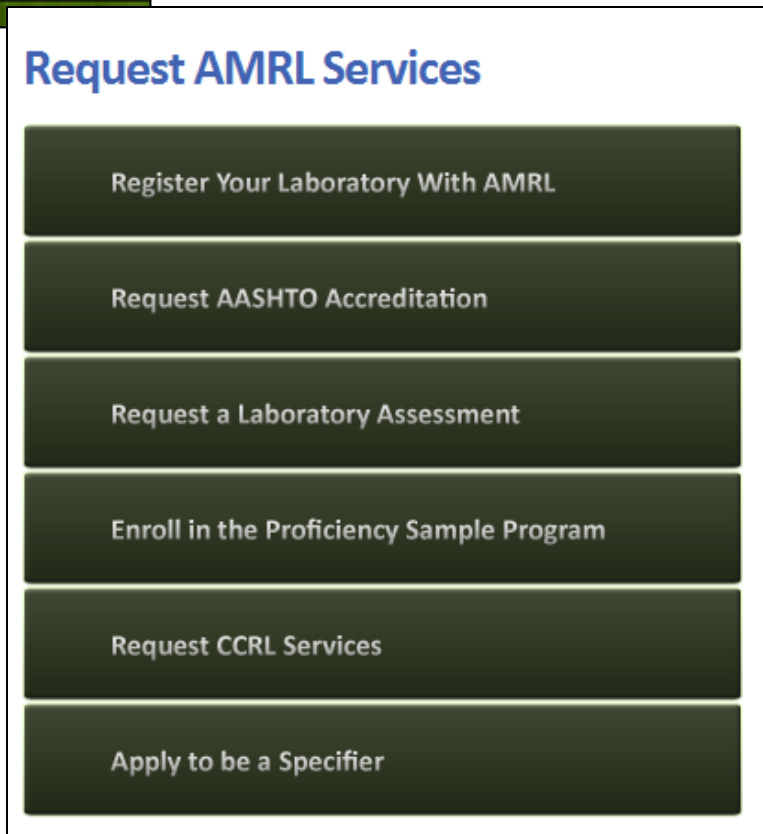 Request AMRL Services
Register Your Laboratory With AMRL
Request AASHTO Accreditation
Request a Laboratory Assessment
Enroll in the Proficiency Sample Program
Request CCRL Services
Apply to be a Specifier